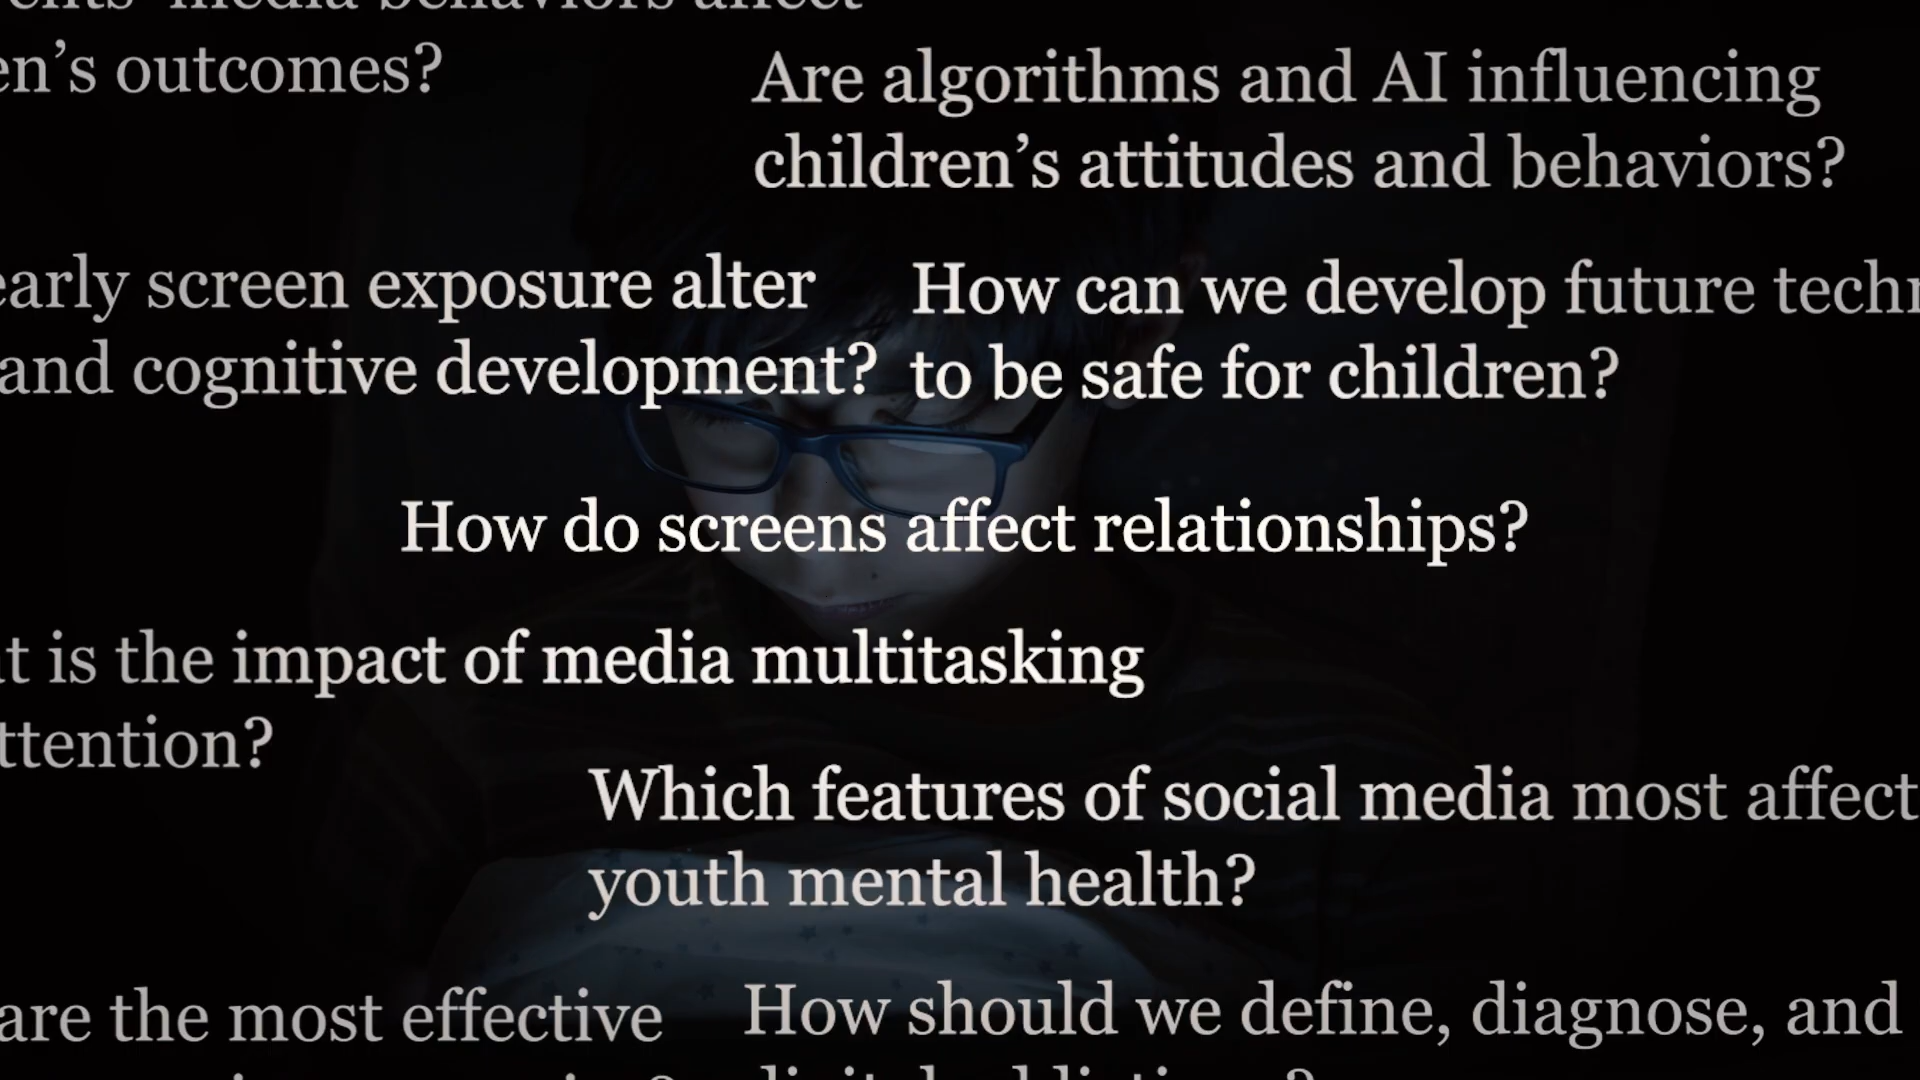 media behaviors affect
en’s outcomes?
Are algorithms and AI influencing
children’s attitudes and behaviors?
early screen exposure alter
and cognitive development?
How can we develop future techn
to be safe for children?
How do screens affect relationships?
t is the impact of media multitasking
ttention?
Which features of social media most affect
youth mental health?
are the most effective
How should we define, diagnose, and